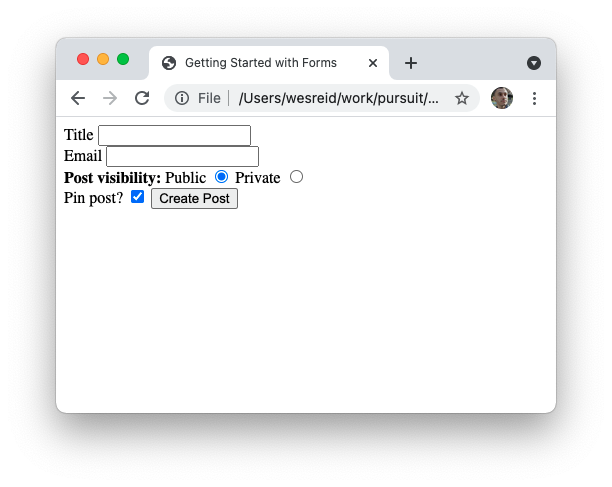 Getting Started with Forms
File /Users/wesreid/work/pursuit/...
Title
Email
Post visibility: Public Private
Pin post? Create Post